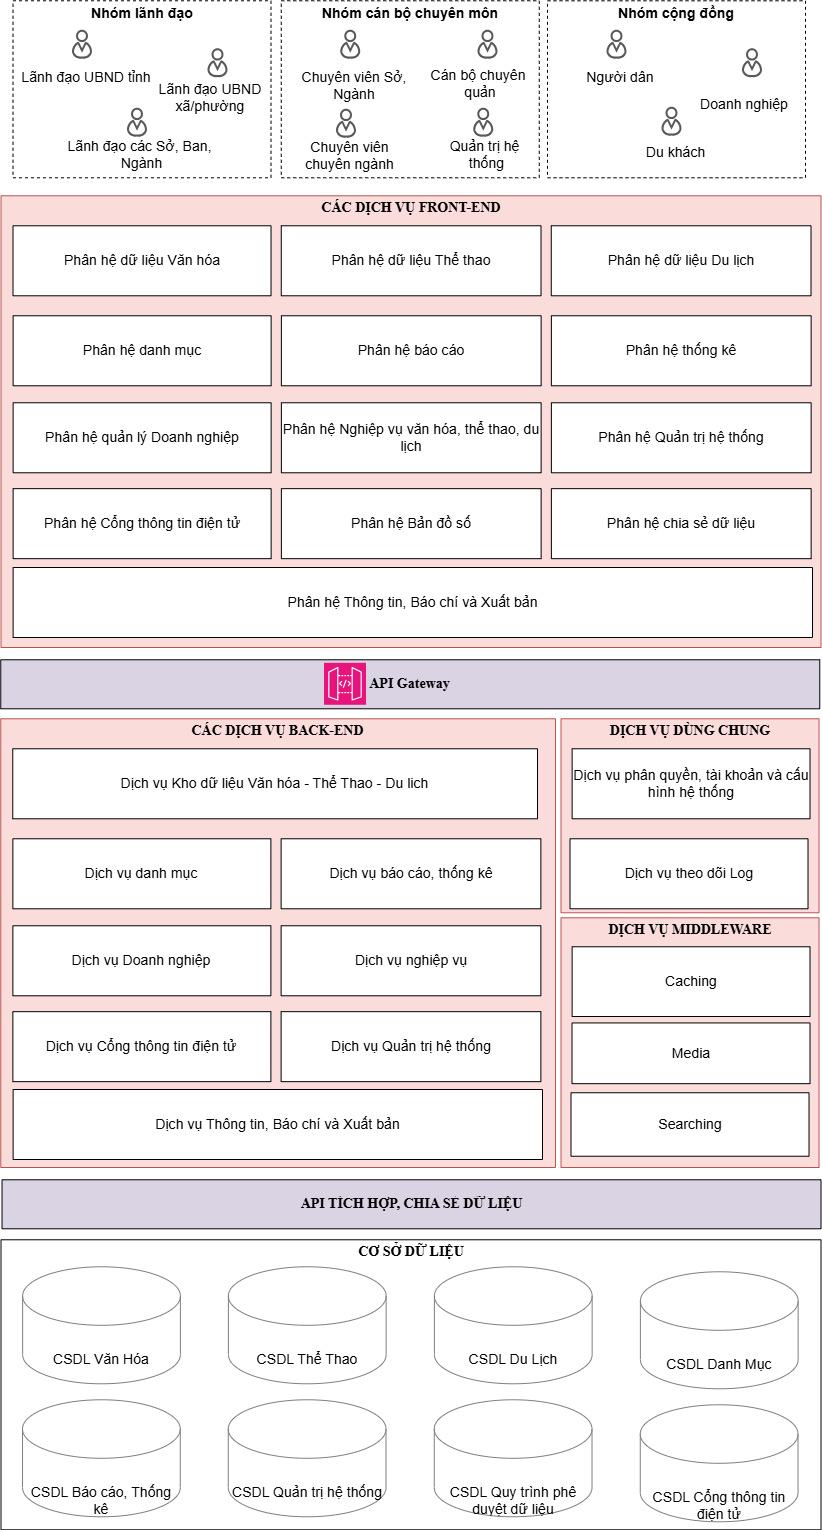 Nhóm lãnh đạo
Nhóm cán bộ chuyên môn
Nhóm cộng đồng
Lãnh đạo UBND tỉnh
Lãnh đạo UBND
xã/phường
Lãnh đạo các Sở, Ban,
Ngành
Chuyên viên Sở,
Ngành
Cán bộ chuyên
quản
Chuyên viên
chuyên ngành
Quản trị hệ
thống
Người dân
Doanh nghiệp
Du khách
CÁC DỊCH VỤ FRONT-END
Phân hệ dữ liệu Văn hóa
Phân hệ dữ liệu Thể thao
Phân hệ dữ liệu Du lịch
Phân hệ danh mục
Phân hệ báo cáo
Phân hệ thống kê
Phân hệ quản lý Doanh nghiệp
Phân hệ Nghiệp vụ văn hóa, thể thao, du
lịch
Phân hệ Quản trị hệ thống
Phân hệ Cổng thông tin điện tử
Phân hệ Bản đồ số
Phân hệ chia sẻ dữ liệu
Phân hệ Thông tin, Báo chí và Xuất bản
API Gateway
CÁC DỊCH VỤ BACK-END
Dịch vụ Kho dữ liệu Văn hóa - Thể Thao - Du lich
Dịch vụ danh mục
Dịch vụ báo cáo, thống kê
Dịch vụ Doanh nghiệp
Dịch vụ nghiệp vụ
Dịch vụ Cổng thông tin điện tử
Dịch vụ Quản trị hệ thống
Dịch vụ Thông tin, Báo chí và Xuất bản
DỊCH VỤ DÙNG CHUNG
Dịch vụ phân quyền, tài khoản và cấu
hình hệ thống
Dịch vụ theo dõi Log
DỊCH VỤ MIDDLEWARE
Caching
Media
Searching
API TÍCH HỢP, CHIA SẺ DỮ LIỆU
CƠ SỞ DỮ LIỆU
CSDL Văn Hóa
CSDL Thể Thao
CSDL Du Lịch
CSDL Danh Mục
CSDL Báo cáo, Thống
kê
CSDL Quản trị hệ thống
CSDL Quy trình phê
duyệt dữ liệu
CSDL Cổng thông tin
điện tử